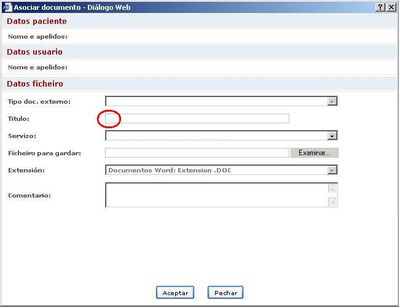 Asociar documento - Diálogo Web
Datos paciente
Nome e apelidos:
Datos usuario
Nome e apelidos:
Datos ficheiro
Tipo doc. externo:
Titulo:
Servizo:
Ficheiro para gardar:
Examinar...
Extensión:
Documentos Word: Extension .DOC
Comentario:
Aceptar
Pechar